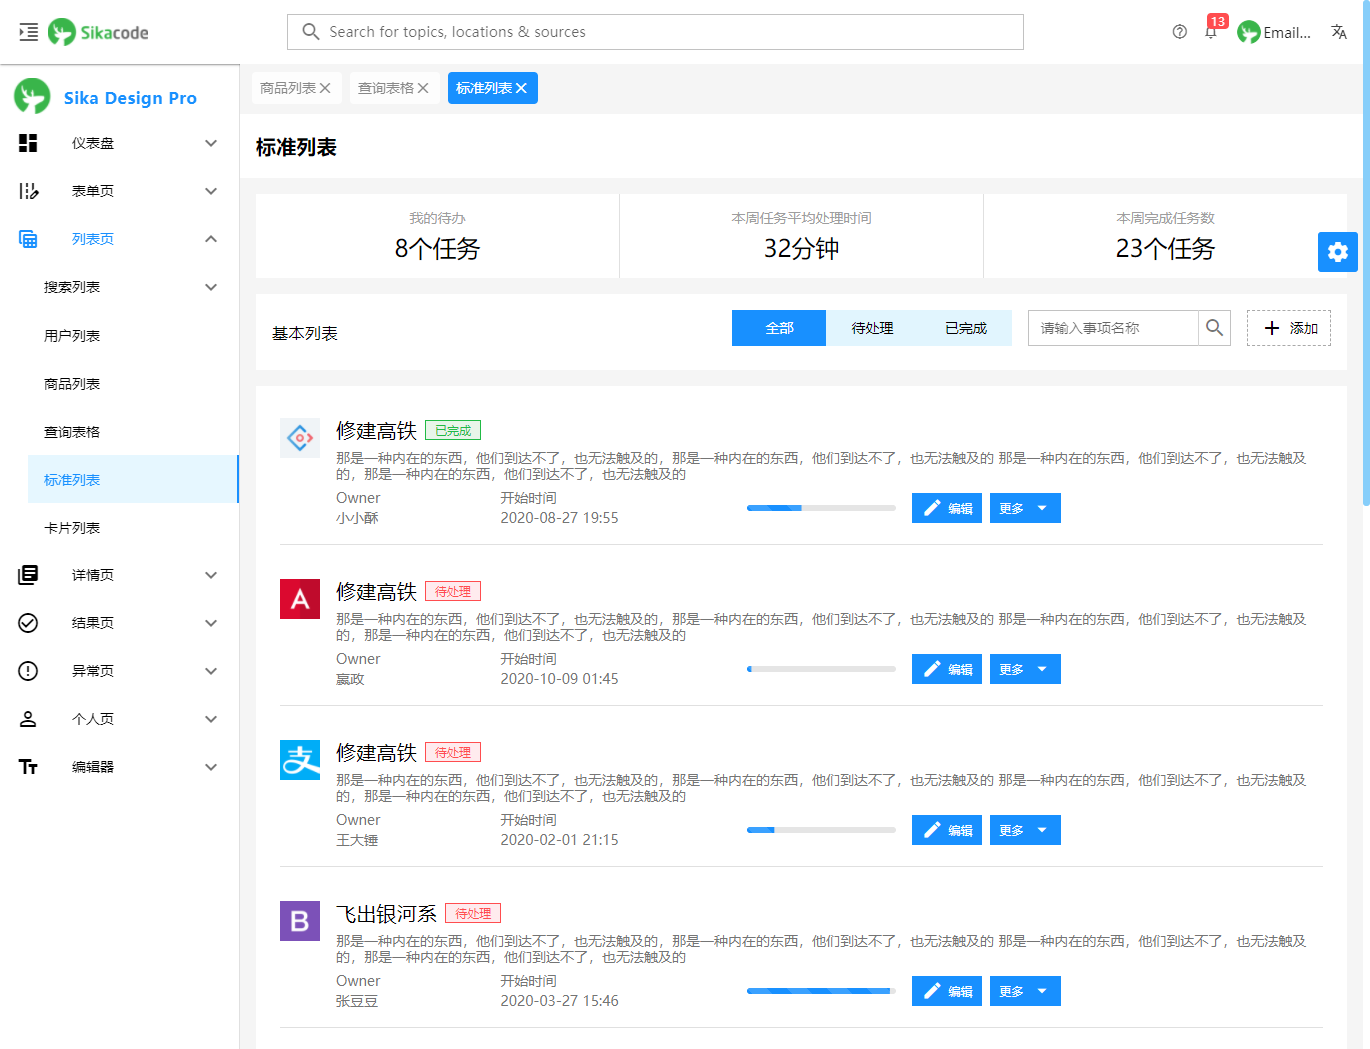 Sikacode
Search for topics, locations & sources
13
Email...
Sika Design Pro
仪表盘
表单页
列表页
搜索列表
用户列表
商品列表
查询表格
标准列表
卡片列表
详情页
结果页
异常页
个人页
编辑器
商品列表
查询表格
标准列表
标准列表
我的待办
8个任务
本周任务平均处理时间
32分钟
本周完成任务数
23个任务
基本列表
全部
待处理
已完成
请输入事项名称
添加
修建高铁
已完成
那是一种内在的东西，他们到达不了，也无法触及的，那是一种内在的东西，他们到达不了，也无法触及的 那是一种内在的东西，他们到达不了，也无法触及
的，那是一种内在的东西，他们到达不了，也无法触及的
Owner
开始时间
小小酥
2020-08-27 19:55
编辑
更多
A
修建高铁
待处理
那是一种内在的东西，他们到达不了，也无法触及的，那是一种内在的东西，他们到达不了，也无法触及的 那是一种内在的东西，他们到达不了，也无法触及
的，那是一种内在的东西，他们到达不了，也无法触及的
Owner
开始时间
嬴政
2020-10-09 01:45
编辑
更多
支
修建高铁
待处理
那是一种内在的东西，他们到达不了，也无法触及的，那是一种内在的东西，他们到达不了，也无法触及的 那是一种内在的东西，他们到达不了，也无法触及
的，那是一种内在的东西，他们到达不了，也无法触及的
Owner
开始时间
王大锤
2020-02-01 21:15
编辑
更多
B
飞出银河系
待处理
那是一种内在的东西，他们到达不了，也无法触及的，那是一种内在的东西，他们到达不了，也无法触及的 那是一种内在的东西，他们到达不了，也无法触及
的，那是一种内在的东西，他们到达不了，也无法触及的
Owner
开始时间
张豆豆
2020-03-27 15:46
编辑
更多